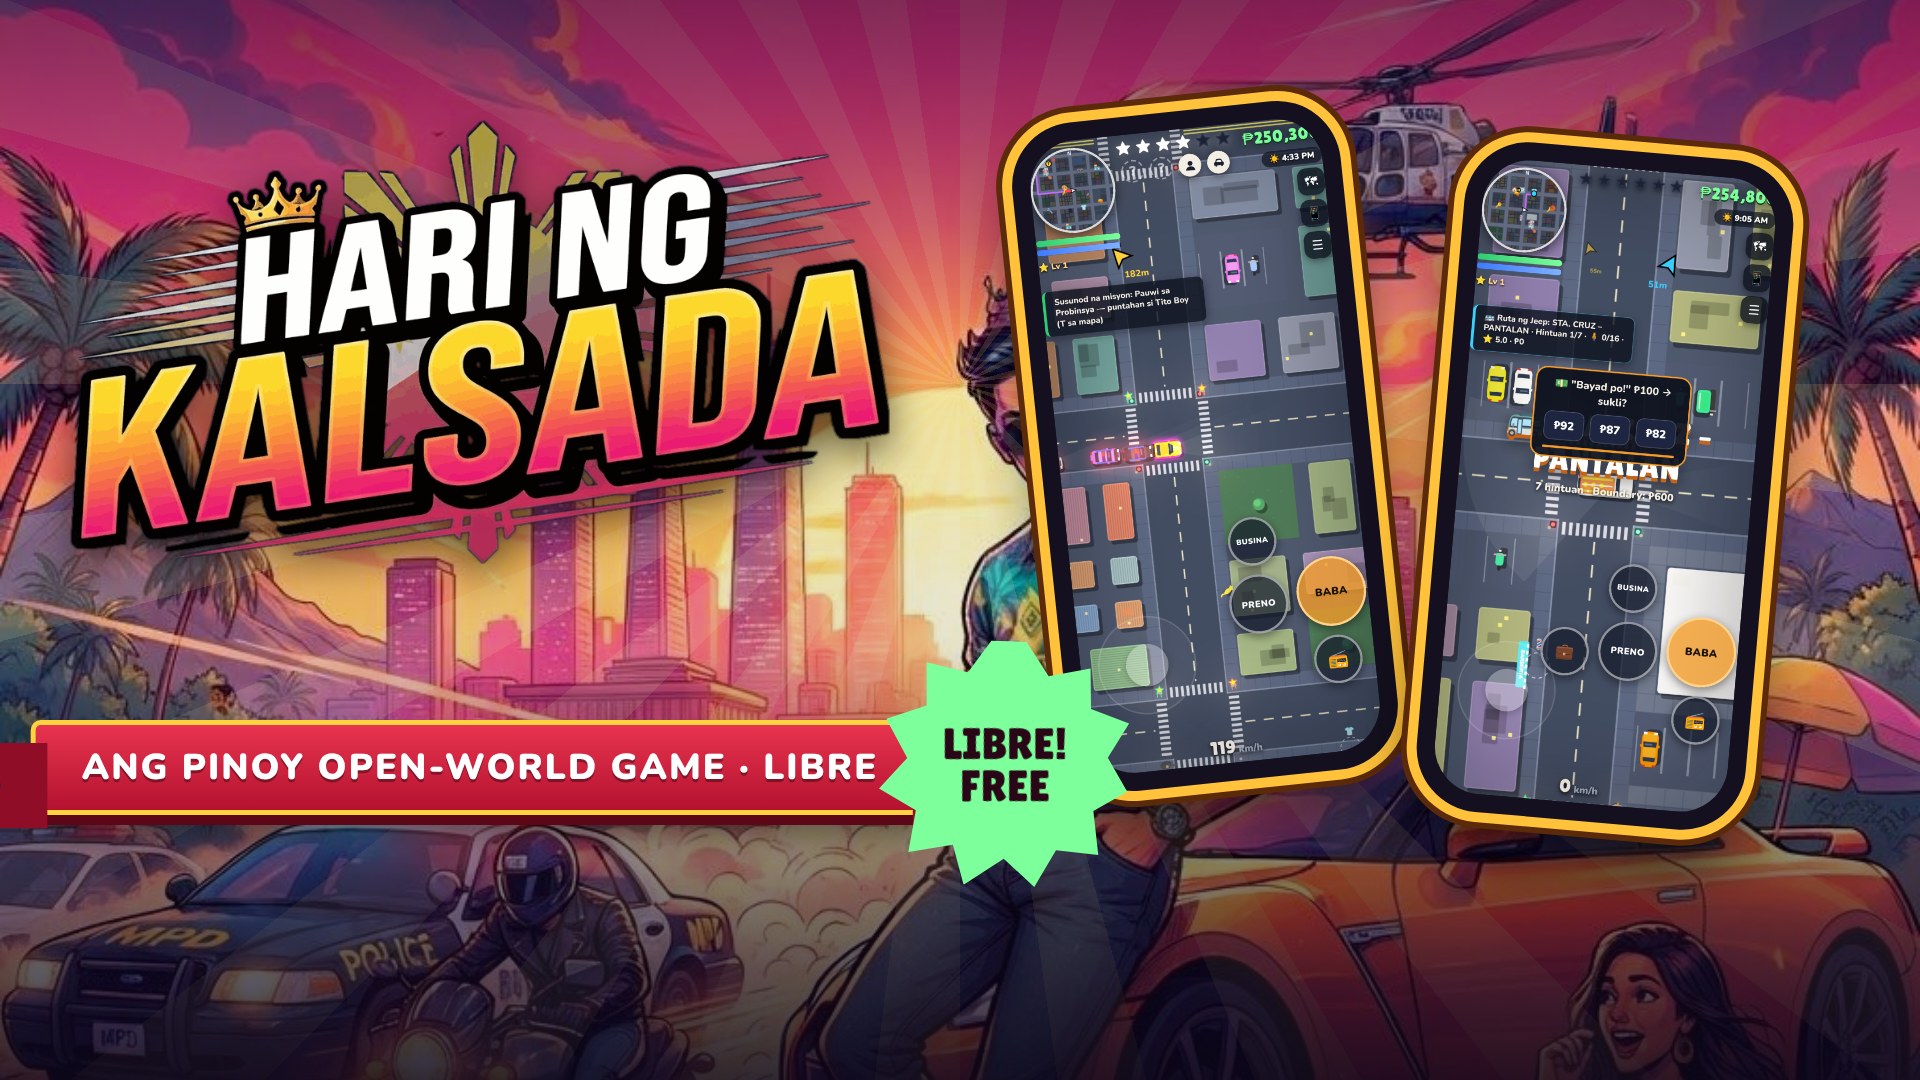 HARI NG
KALSADA
ANG PINOY OPEN-WORLD GAME · LIBRE
LIBRE!
FREE
₱250,30
4:33 PM
Lv 1
182m
Susunod na misyon: Pauwi sa
Probinsya — puntahan si Tito Boy
(T sa mapa)
BUSINA
PRENO
BABA
119 km/h
₱254,80
9:05 AM
Lv 1
51m
Ruta ng Jeep: STA. CRUZ –
PANTALAN · Hintuan 1/7 · 0/16 ·
5.0 · ₱0
"Bayad po!" ₱100 →
sukli?
₱92 ₱87 ₱82
PANTALAN
7 hintuan · Boundary: ₱600
BUSINA
PRENO
BABA
0 km/h
MPD
POLICE
MPD